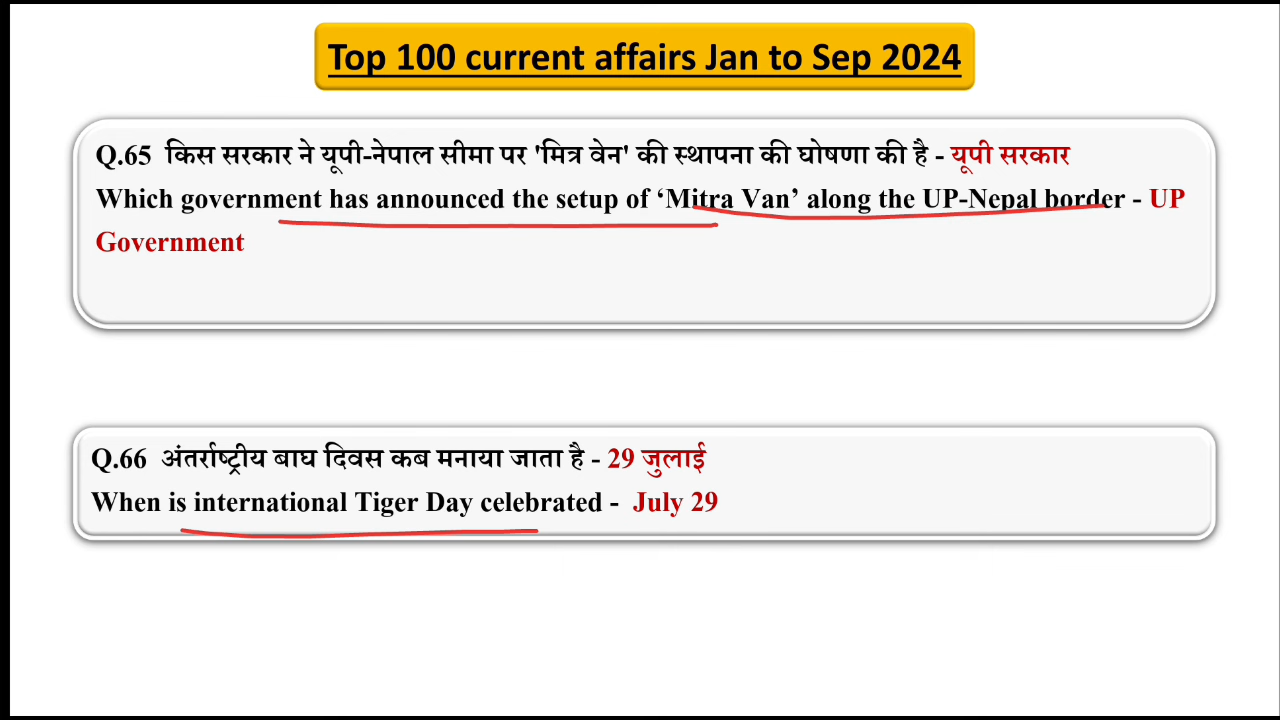 Top 100 current affairs Jan to Sep 2024
Q.65 किस सरकार ने यूपी-नेपाल सीमा पर 'मित्र वेन' की स्थापना की घोषणा की है - यूपी सरकार
Which government has announced the setup of ‘Mitra Van’ along the UP-Nepal border - UP
Government
Q.66 अंतर्राष्ट्रीय बाघ दिवस कब मनाया जाता है - 29 जुलाई
When is international Tiger Day celebrated - July 29